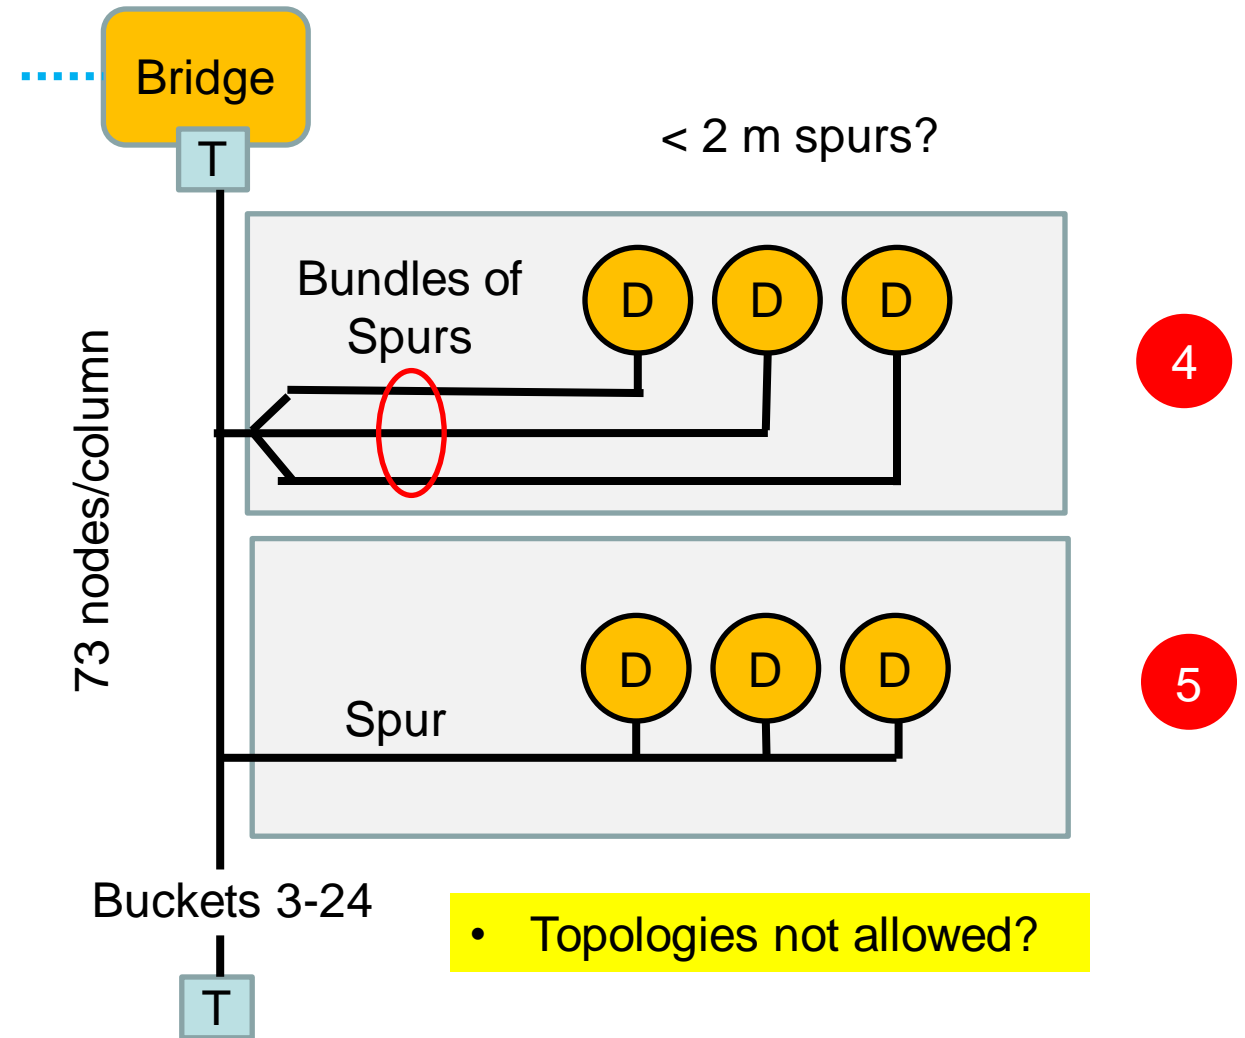 Bridge
T
< 2 m spurs?
73 nodes/column
Bundles of
Spurs
D D D
4
D D D
Spur
5
Buckets 3-24
• Topologies not allowed?
T